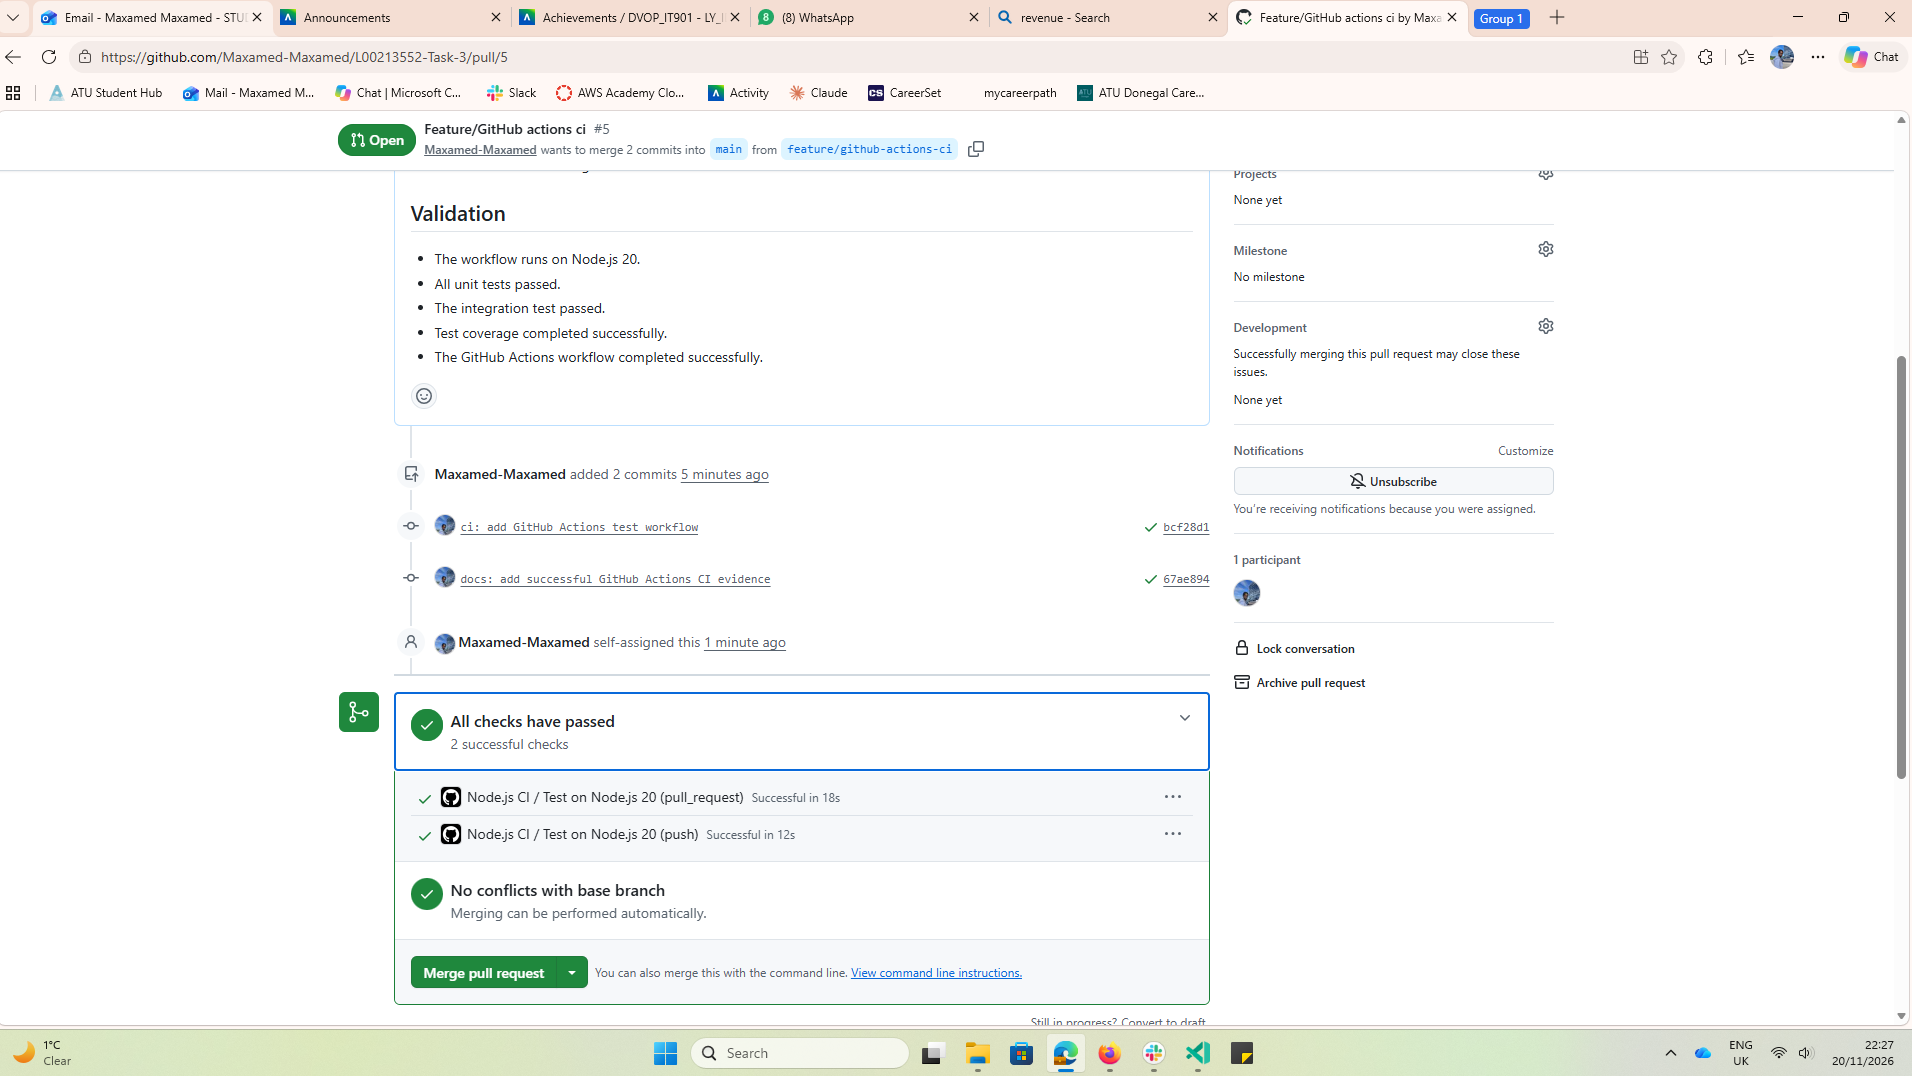 Email - Maxamed Maxamed - STU
Announcements
Achievements / DVOP_IT901 - LY_
(8) WhatsApp
revenue - Search
Feature/GitHub actions ci by Maxa
Group 1
https://github.com/Maxamed-Maxamed/L00213552-Task-3/pull/5
Chat
ATU Student Hub
Mail - Maxamed M...
Chat | Microsoft C...
Slack
AWS Academy Clo...
Activity
Claude
CS CareerSet
mycareerpath
ATU Donegal Care...
Open
Feature/GitHub actions ci #5
Maxamed-Maxamed wants to merge 2 commits into main from feature/github-actions-ci
Validation
The workflow runs on Node.js 20.
All unit tests passed.
The integration test passed.
Test coverage completed successfully.
The GitHub Actions workflow completed successfully.
Maxamed-Maxamed added 2 commits 5 minutes ago
ci: add GitHub Actions test workflow bcf28d1
docs: add successful GitHub Actions CI evidence 67ae894
Maxamed-Maxamed self-assigned this 1 minute ago
All checks have passed
2 successful checks
Node.js CI / Test on Node.js 20 (pull_request) Successful in 18s
Node.js CI / Test on Node.js 20 (push) Successful in 12s
No conflicts with base branch
Merging can be performed automatically.
Merge pull request You can also merge this with the command line. View command line instructions.
Still in progress? Convert to draft
Projects
None yet
Milestone
No milestone
Development
Successfully merging this pull request may close these
issues.
None yet
Notifications Customize
Unsubscribe
You're receiving notifications because you were assigned.
1 participant
Lock conversation
Archive pull request
1°C
Clear
Search
ENG
UK
22:27
20/11/2026